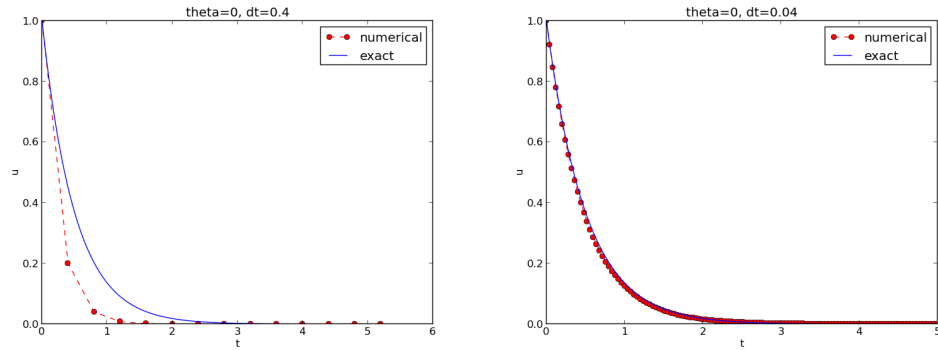 theta=0, dt=0.4
numerical
exact
1.0
0.8
0.6
0.4
0.2
0.0
u
0 1 2 3 4 5 6
t
theta=0, dt=0.04
numerical
exact
1.0
0.8
0.6
0.4
0.2
0.0
u
0 1 2 3 4 5
t